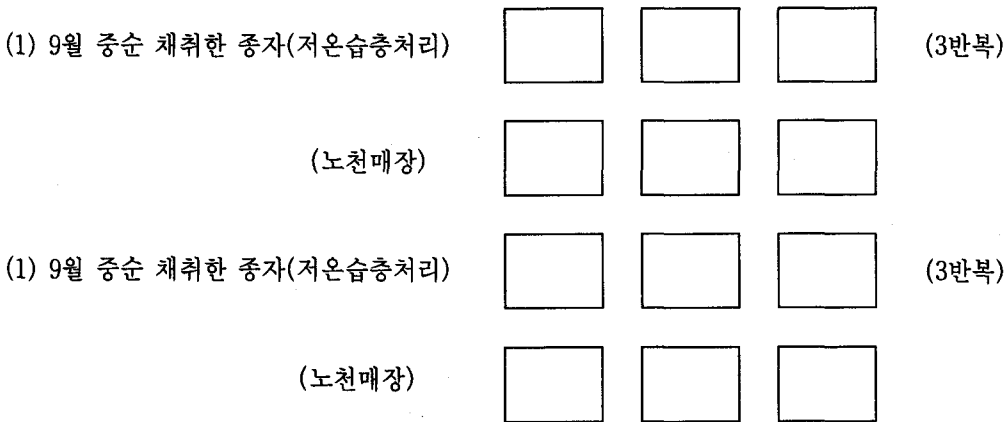 (1) 9월 중순 채취한 종자(저온습층처리) (3반복)
(노천매장)
(1) 9월 중순 채취한 종자(저온습층처리) (3반복)
(노천매장)